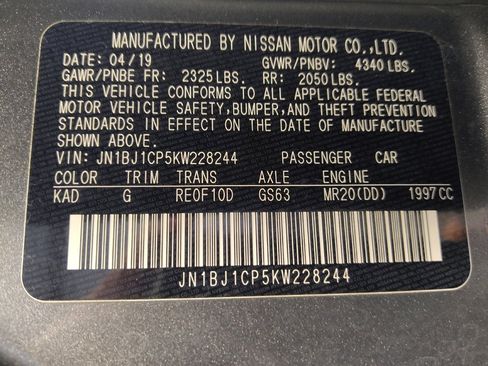 MANUFACTURED BY NISSAN MOTOR CO.,LTD.
DATE: 04/19 GVWR/PNBV: 4340 LBS.
GAWR/PNBE FR: 2325 LBS. RR: 2050 LBS.
THIS VEHICLE CONFORMS TO ALL APPLICABLE FEDERAL
MOTOR VEHICLE SAFETY, BUMPER, AND THEFT PREVENTION
STANDARDS IN EFFECT ON THE DATE OF MANUFACTURE
SHOWN ABOVE.
VIN: JN1BJ1CP5KW228244 PASSENGER CAR
COLOR TRIM TRANS AXLE ENGINE
KAD G RE0F10D GS63 MR20(DD) 1997 CC
JN1BJ1CP5KW228244